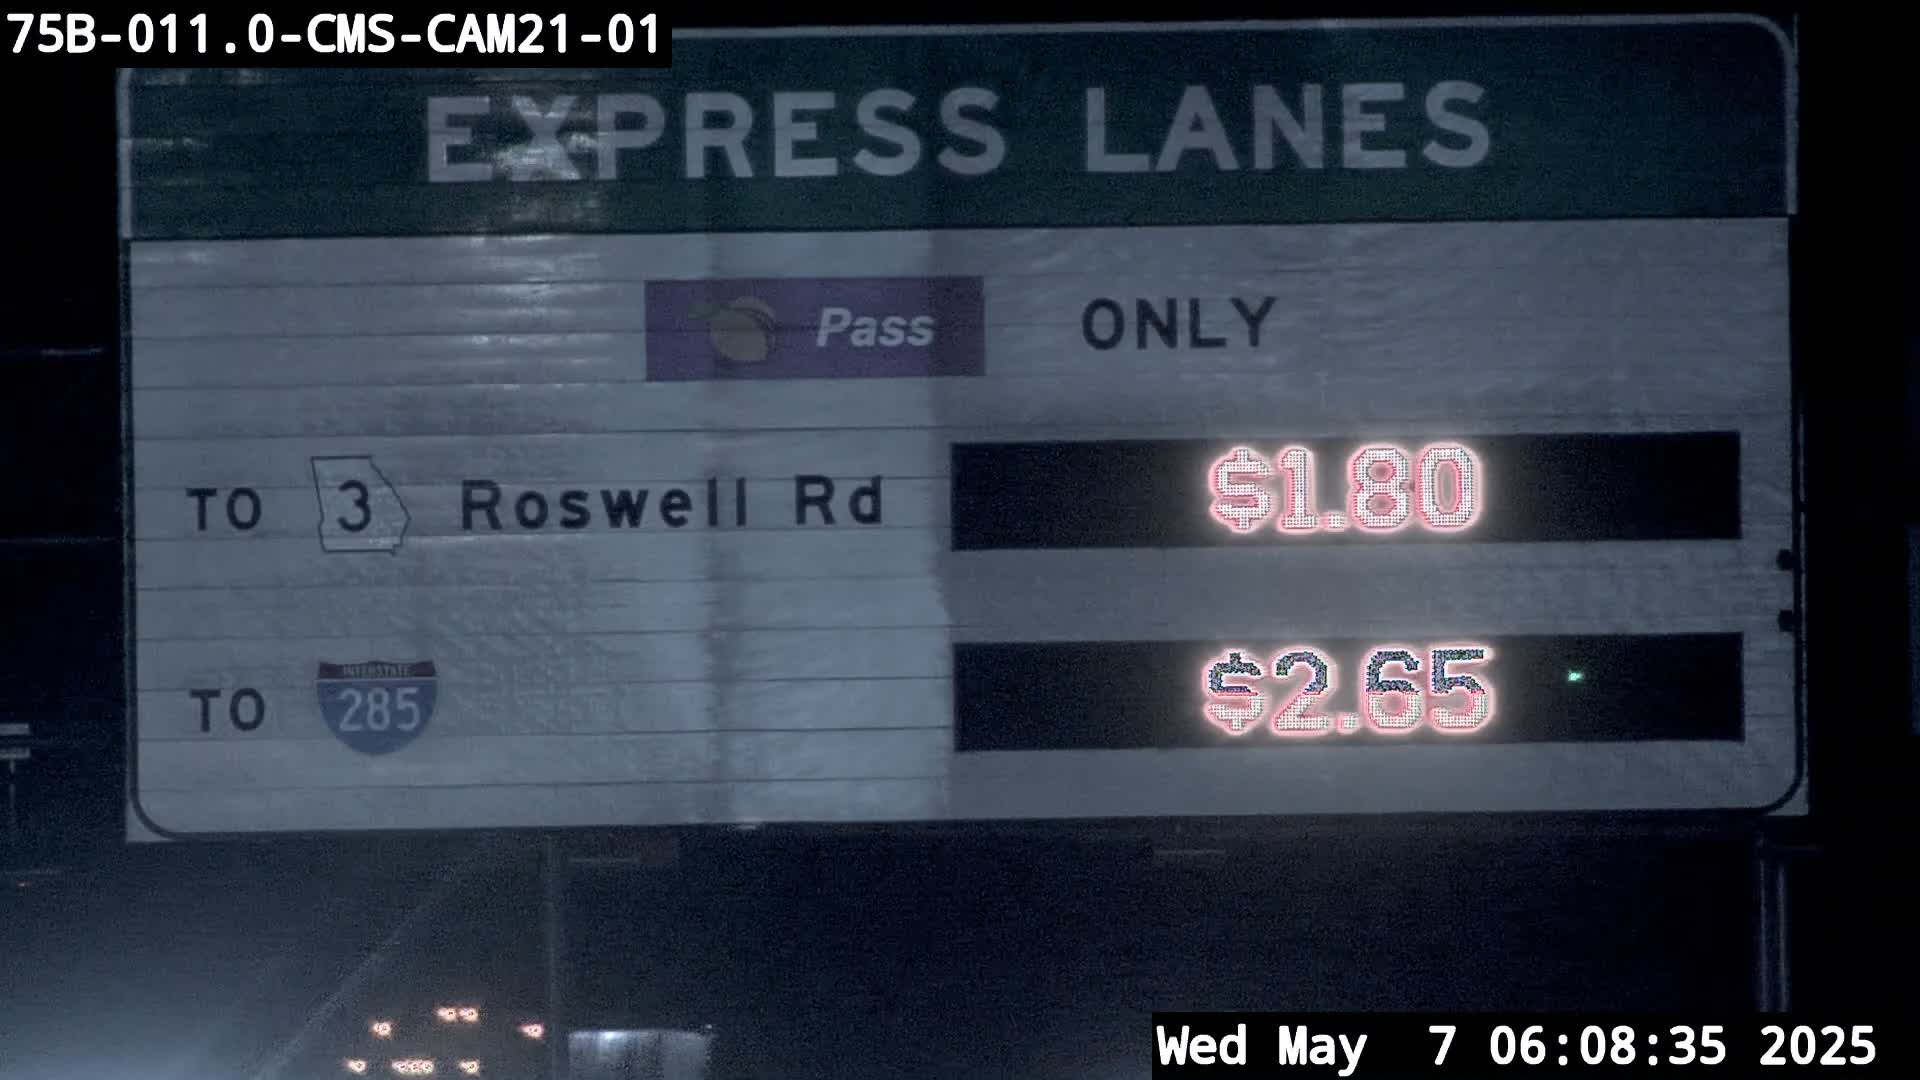 75B-011.0-CMS-CAM21-01
EXPRESS LANES
Pass ONLY
TO 3 Roswell Rd $1.80
INTERSTATE
TO 285 $2.65
Wed May 7 06:08:35 2025